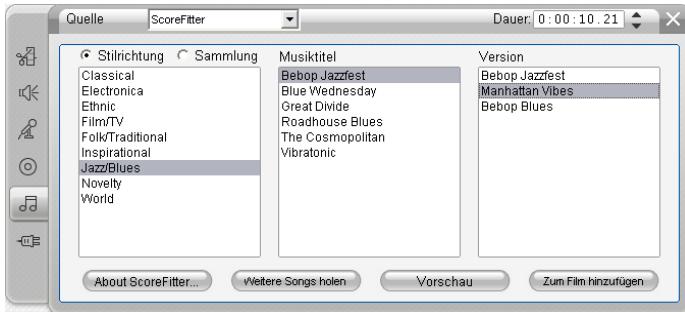 Quelle ScoreFitter Dauer: 0:00:10.21
Stilrichtung Sammlung Musiktitel Version
Classical Bebop Jazzfest Bebop Jazzfest
Electronica Blue Wednesday Manhattan Vibes
Ethnic Great Divide Bebop Blues
Film/TV Roadhouse Blues
Folk/Traditional The Cosmopolitan
Inspirational Vibratonic
Jazz/Blues
Novelty
World
About ScoreFitter... Weitere Songs holen Vorschau Zum Film hinzufügen